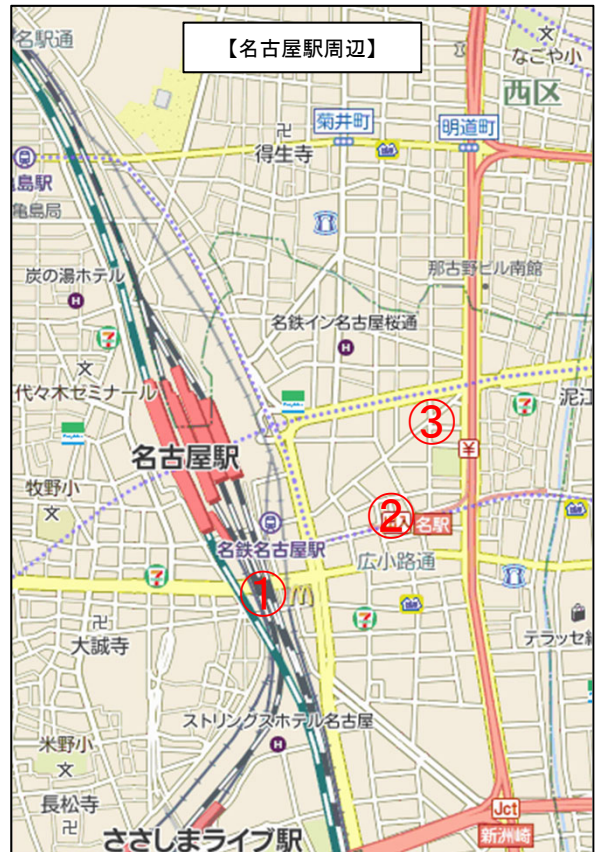 【名古屋駅周辺】
名駅通
なごや小
西区
菊井町
明道町
得生寺
島駅
亀島局
炭の湯ホテル
那古野ビル南館
名鉄イン名古屋桜通
代々木セミナール
泥江
③
名古屋駅
¥
牧野小
②
入
名駅
名鉄名古屋駅
広小路通
①
大誠寺
テラッセ
ストリングスホテル名古屋
米野小
長松寺
Jct
新洲崎
ささしまライブ駅